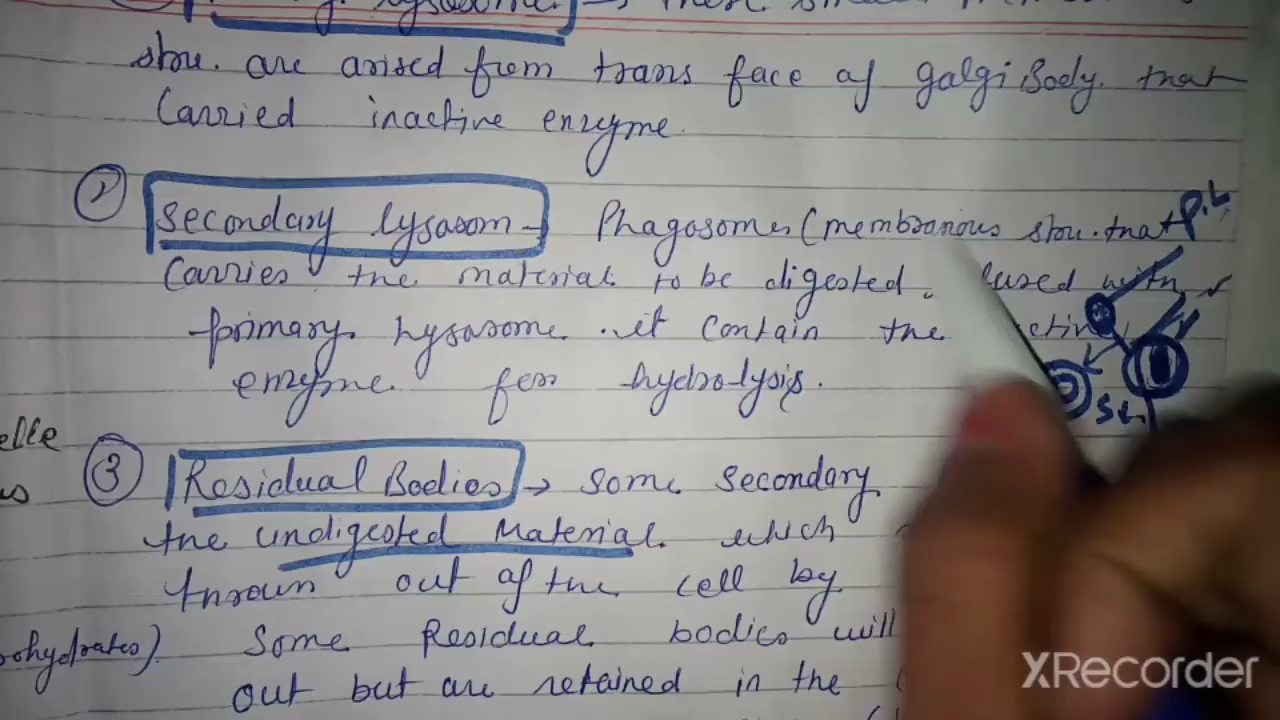 lysosome
stru. are arised from trans face of golgi Body. that
Carried inactive enzyme.
② Secondary lysosom → Phagosomes (membranous stru. that P.L
Carries the material to be digested. fused with
primary Lysosome. it contain the
enzyme for hydrolysis.
elle
③ Residual Bodies → Some Secondary
the undigested Material which
thrown out of the cell by
ohydrates). Some Residual bodies will
out but are retained in the
XRecorder